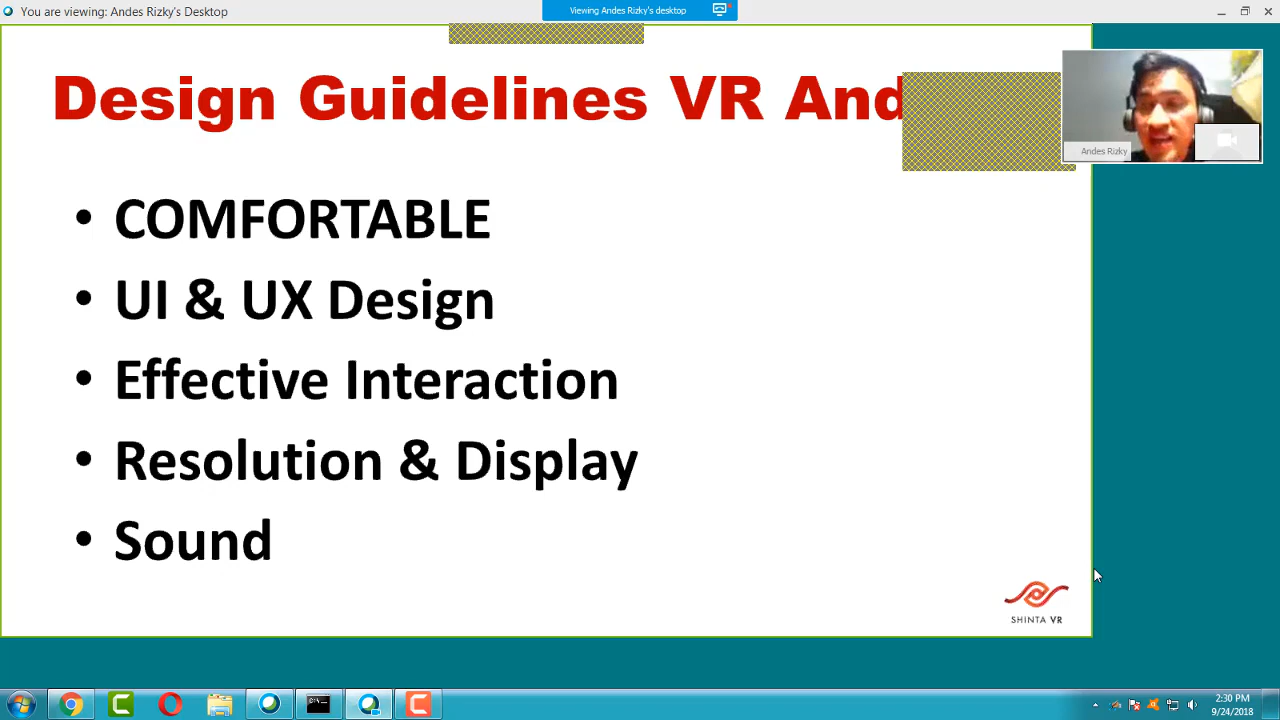 You are viewing: Andes Rizky's Desktop
Viewing Andes Rizky's desktop
Design Guidelines VR And
Andes Rizky
• COMFORTABLE
• UI & UX Design
• Effective Interaction
• Resolution & Display
• Sound
SHINTA VR
2:30 PM
9/24/2018